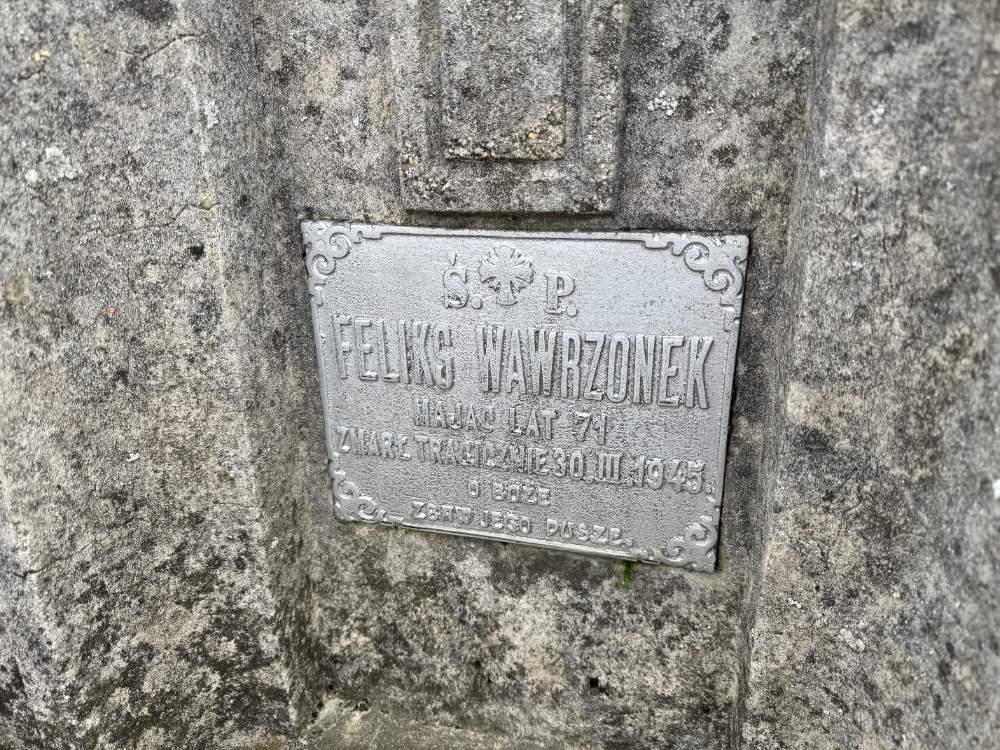 Ś. P.
FELIKS WAWRZONEK
MAJĄC LAT 71
ZMARŁ TRAGICZNIE 30.III.1945.
O BOŻE
ZBAW JEGO DUSZĘ.